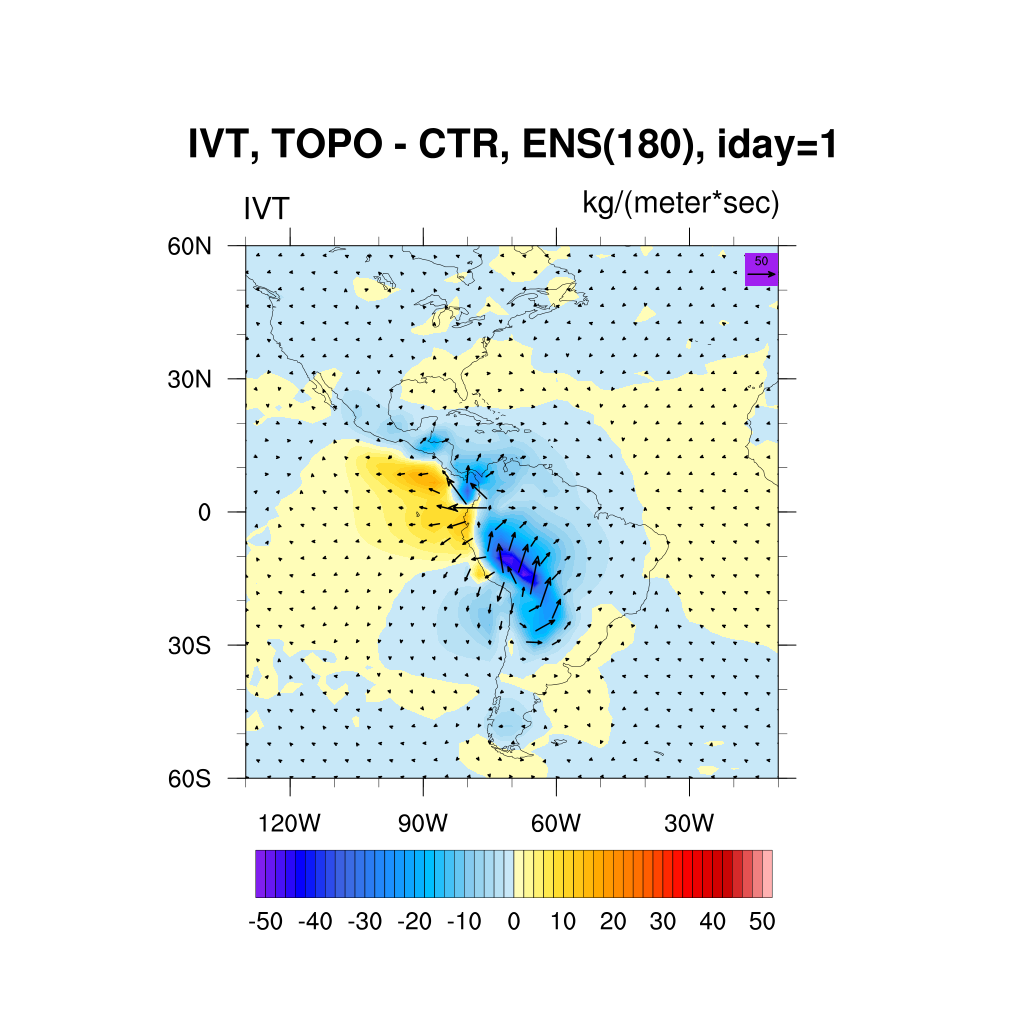 IVT, TOPO - CTR, ENS(180), iday=1
IVT kg/(meter*sec)
60N
50
30N
0
30S
60S
120W 90W 60W 30W
-50 -40 -30 -20 -10 0 10 20 30 40 50